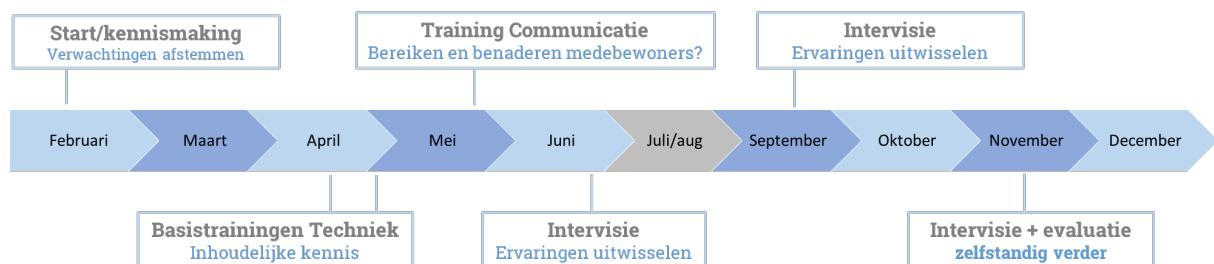 Start/kennismaking
Verwachtingen afstemmen
Training Communicatie
Bereiken en benaderen medebewoners?
Intervisie
Ervaringen uitwisselen
Februari Maart April Mei Juni Juli/aug September Oktober November December
Basistrainingen Techniek
Inhoudelijke kennis
Intervisie
Ervaringen uitwisselen
Intervisie + evaluatie
zelfstandig verder